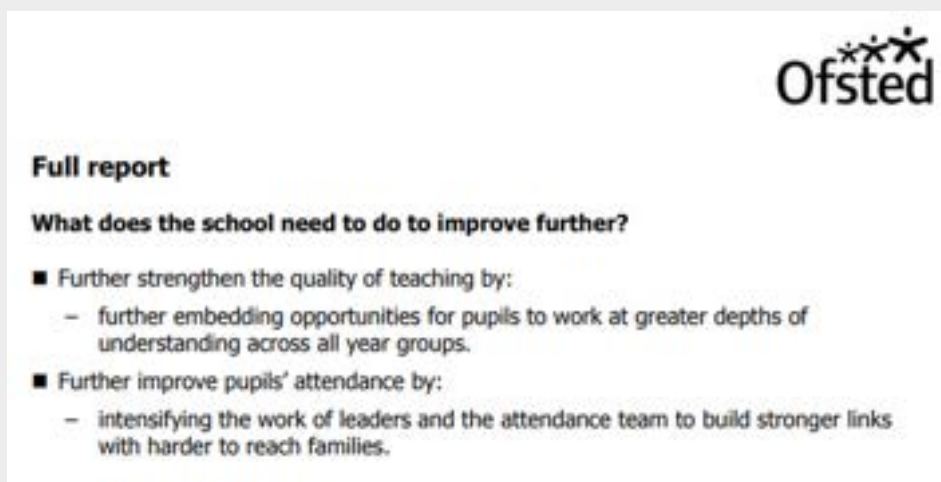 Ofsted
Full report
What does the school need to do to improve further?
■ Further strengthen the quality of teaching by:
– further embedding opportunities for pupils to work at greater depths of
understanding across all year groups.
■ Further improve pupils' attendance by:
– intensifying the work of leaders and the attendance team to build stronger links
with harder to reach families.